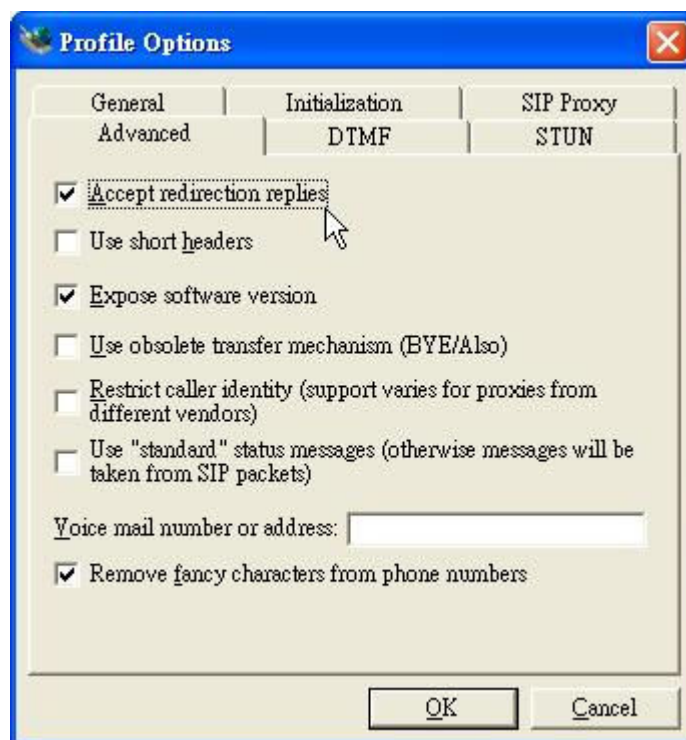 Profile Options
General
Initialization
SIP Proxy
Advanced
DTMF
STUN
Accept redirection replies
Use short headers
Expose software version
Use obsolete transfer mechanism (BYE/Also)
Restrict caller identity (support varies for proxies from
different vendors)
Use "standard" status messages (otherwise messages will be
taken from SIP packets)
Voice mail number or address:
Remove fancy characters from phone numbers
OK
Cancel